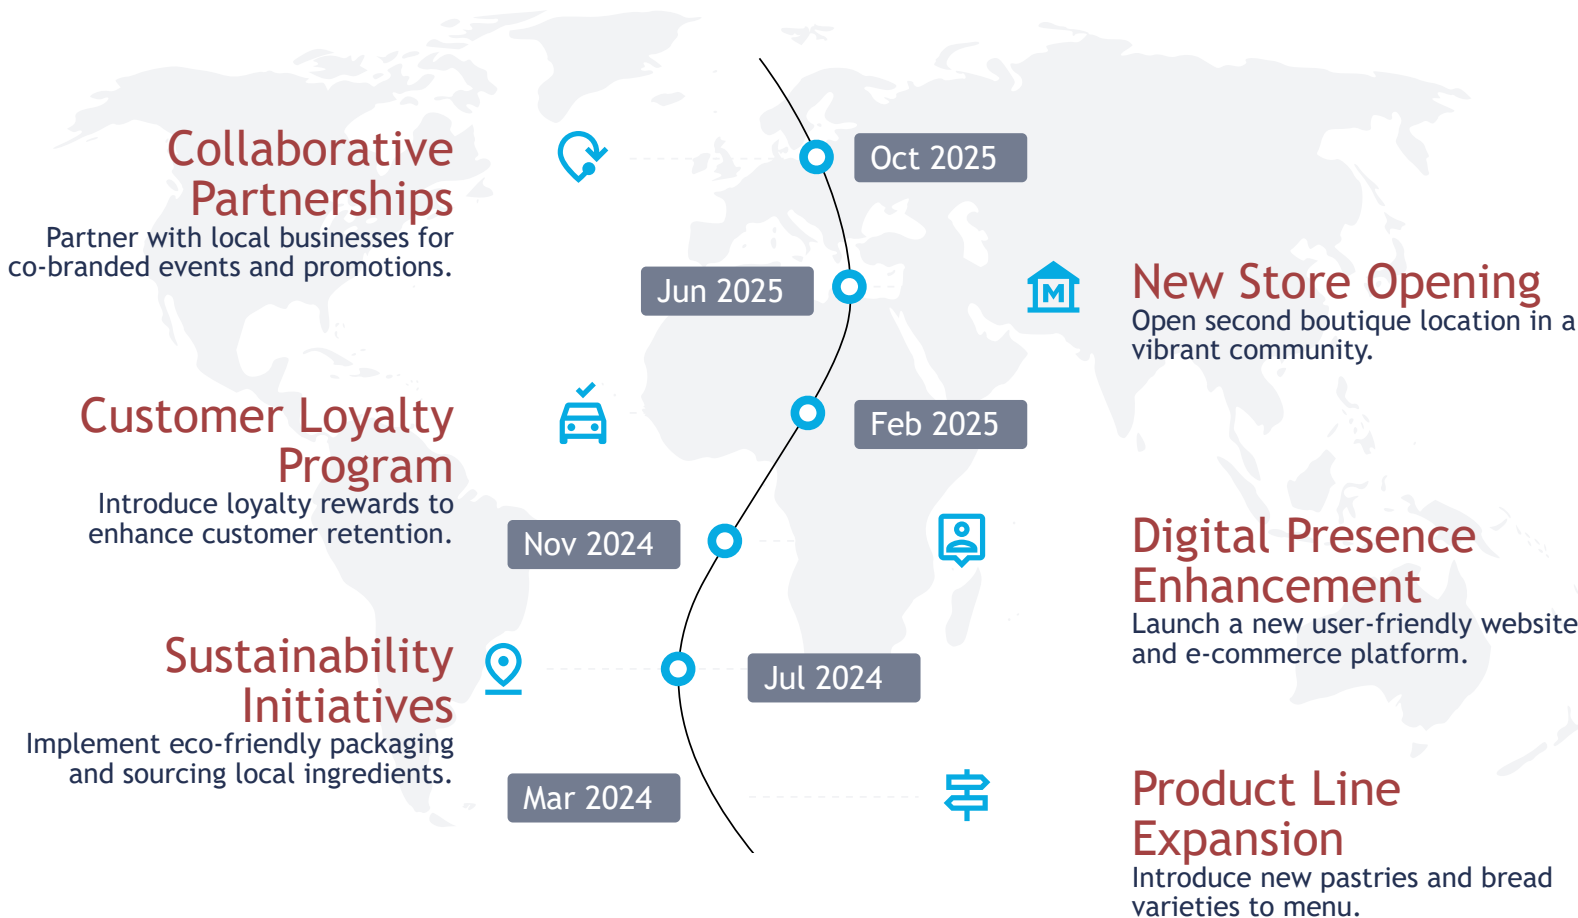 Collaborative
Partnerships
Partner with local businesses for
co-branded events and promotions.
Oct 2025
Jun 2025
New Store Opening
Open second boutique location in a
vibrant community.
Customer Loyalty
Program
Introduce loyalty rewards to
enhance customer retention.
Feb 2025
Nov 2024
Digital Presence
Enhancement
Launch a new user-friendly website
and e-commerce platform.
Sustainability
Initiatives
Implement eco-friendly packaging
and sourcing local ingredients.
Jul 2024
Mar 2024
Product Line
Expansion
Introduce new pastries and bread
varieties to menu.